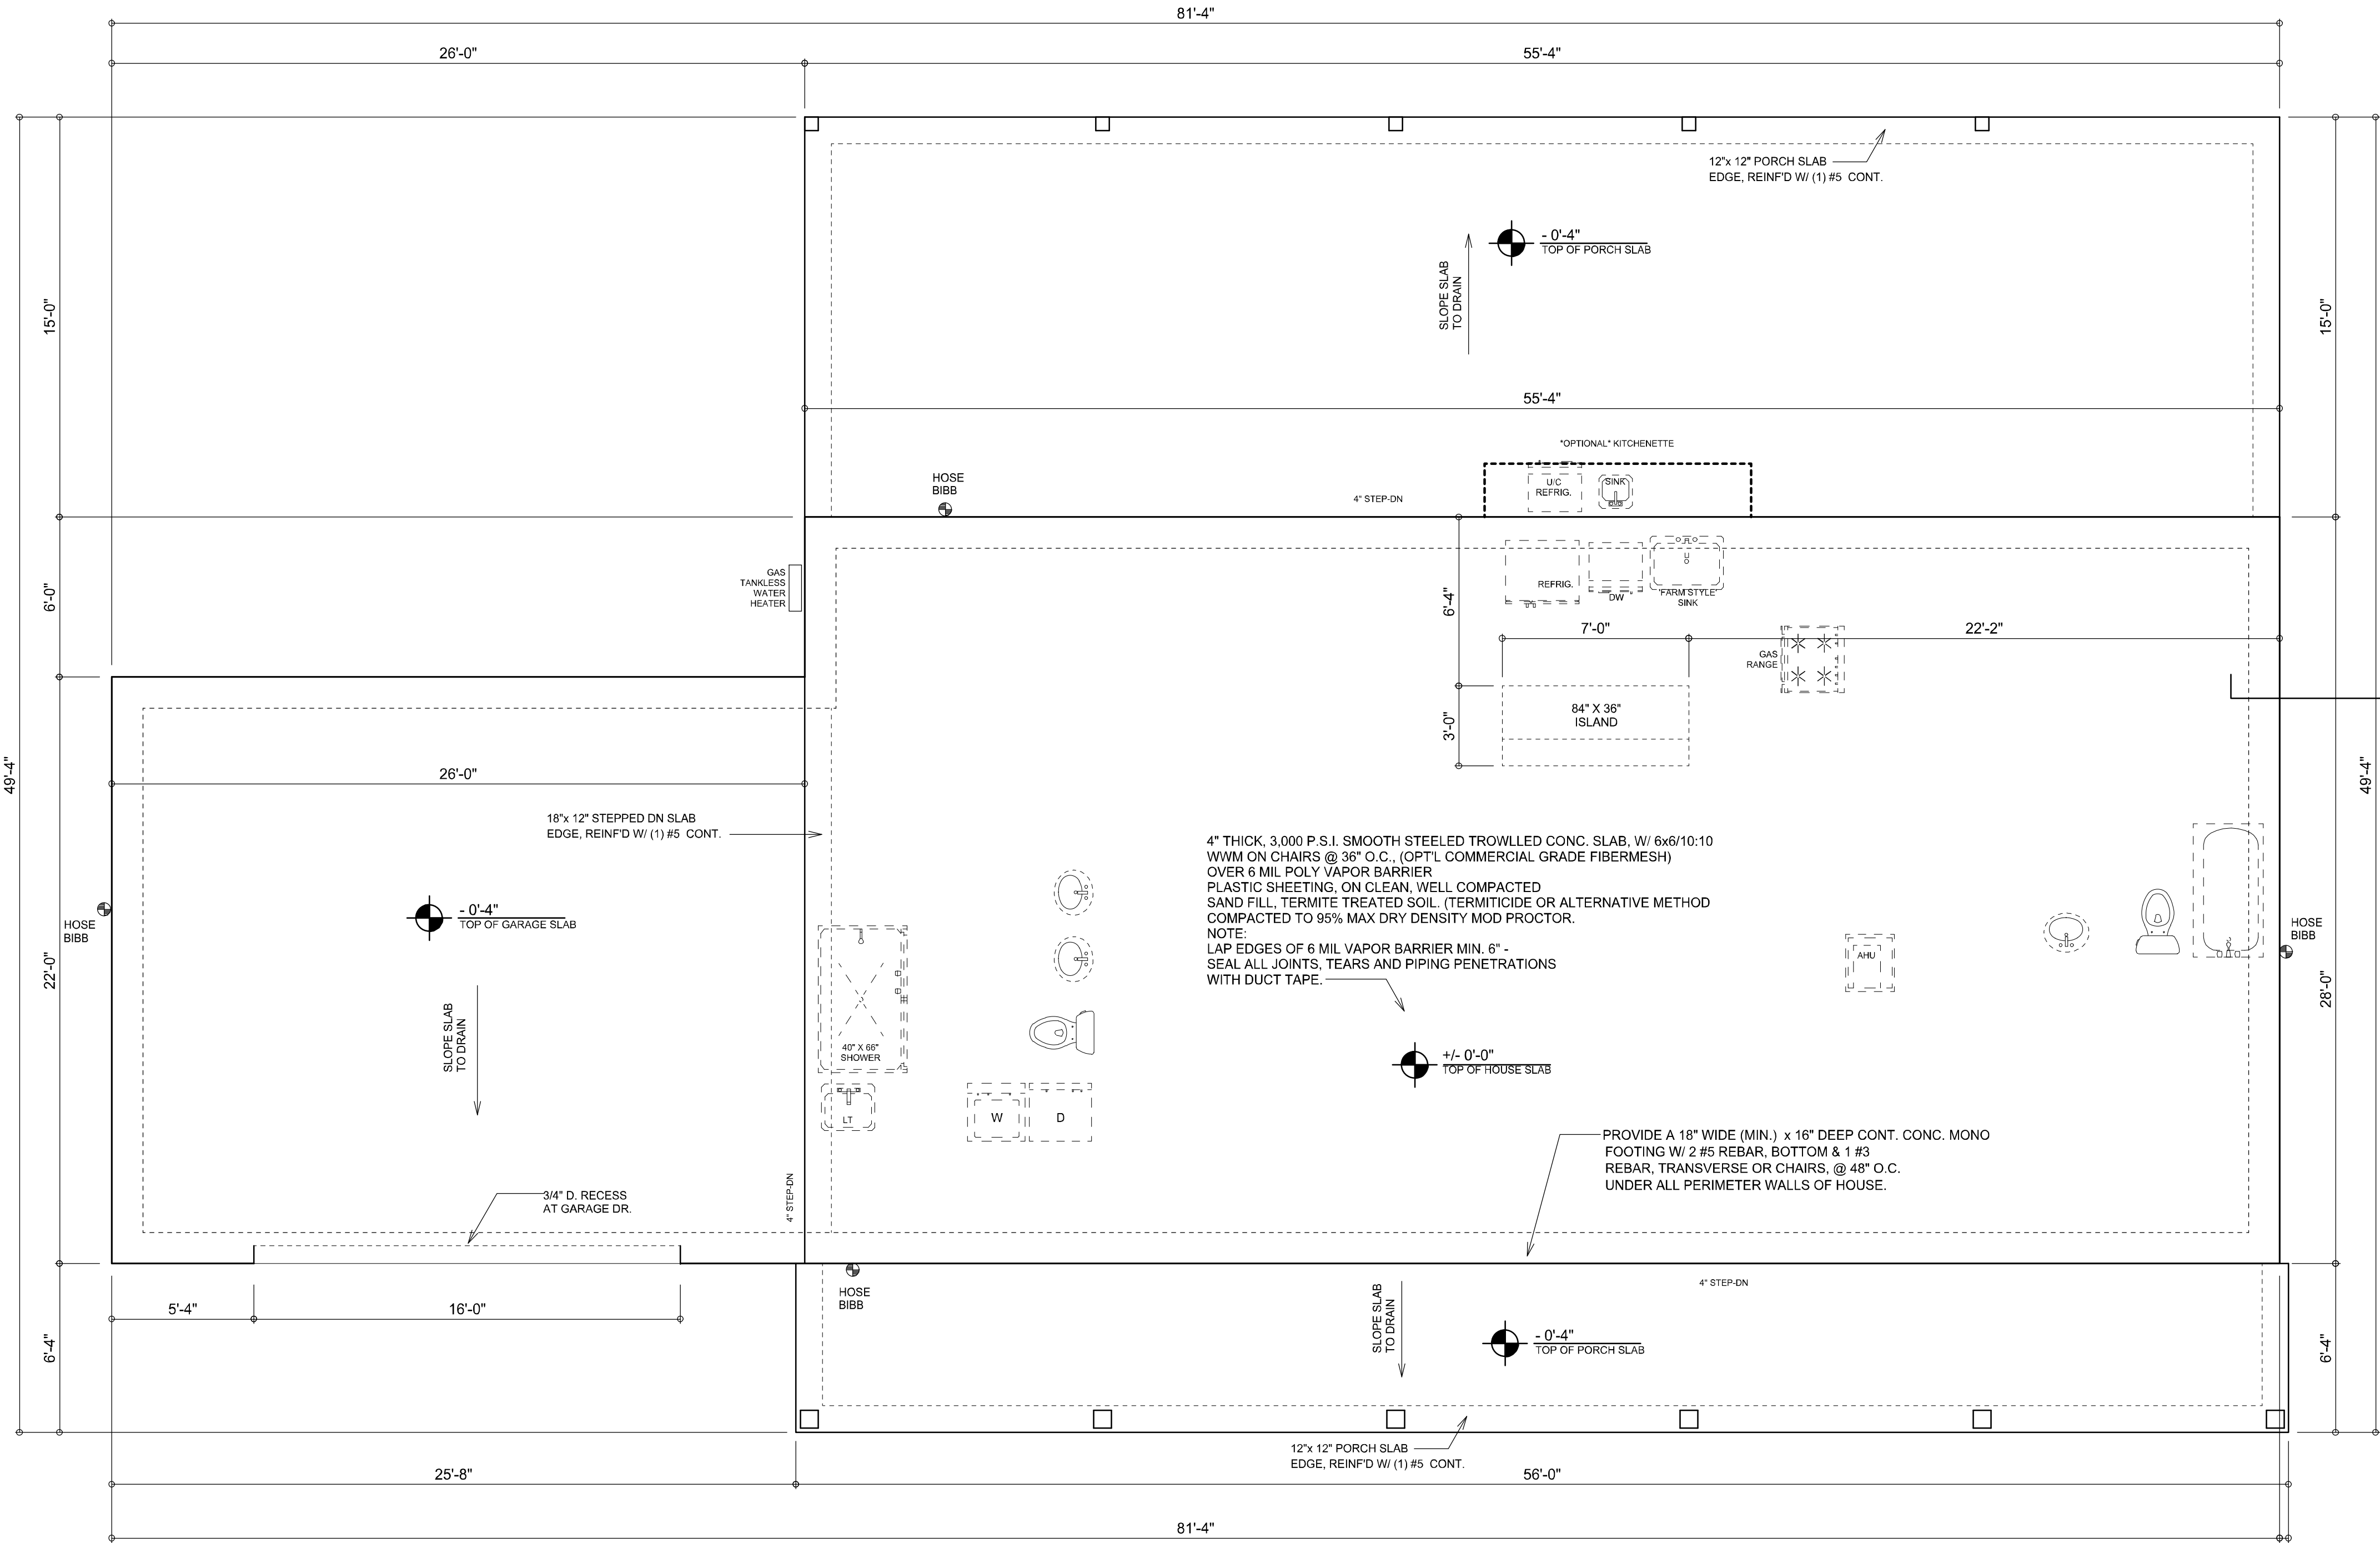 81'-4"
26'-0"
55'-4"
12"x 12" PORCH SLAB
EDGE, REINF'D W/ (1) #5 CONT.
- 0'-4"
TOP OF PORCH SLAB
SLOPE SLAB
TO DRAIN
15'-0"
15'-0"
55'-4"
*OPTIONAL* KITCHENETTE
HOSE
BIBB
4" STEP-DN
U/C
REFRIG.
SINK
GAS
TANKLESS
WATER
HEATER
6'-0"
6'-4"
REFRIG.
DW
'FARM STYLE'
SINK
7'-0"
22'-2"
GAS
RANGE
84" X 36"
ISLAND
3'-0"
49'-4"
49'-4"
26'-0"
18"x 12" STEPPED DN SLAB
EDGE, REINF'D W/ (1) #5 CONT.
4" THICK, 3,000 P.S.I. SMOOTH STEELED TROWLLED CONC. SLAB, W/ 6x6/10:10
WWM ON CHAIRS @ 36" O.C., (OPT'L COMMERCIAL GRADE FIBERMESH)
OVER 6 MIL POLY VAPOR BARRIER
PLASTIC SHEETING, ON CLEAN, WELL COMPACTED
SAND FILL, TERMITE TREATED SOIL. (TERMITICIDE OR ALTERNATIVE METHOD
COMPACTED TO 95% MAX DRY DENSITY MOD PROCTOR.
NOTE:
LAP EDGES OF 6 MIL VAPOR BARRIER MIN. 6" -
SEAL ALL JOINTS, TEARS AND PIPING PENETRATIONS
WITH DUCT TAPE.
HOSE
BIBB
- 0'-4"
TOP OF GARAGE SLAB
22'-0"
SLOPE SLAB
TO DRAIN
40" X 66"
SHOWER
LT
W
D
AHU
HOSE
BIBB
28'-0"
+/- 0'-0"
TOP OF HOUSE SLAB
PROVIDE A 18" WIDE (MIN.) x 16" DEEP CONT. CONC. MONO
FOOTING W/ 2 #5 REBAR, BOTTOM & 1 #3
REBAR, TRANSVERSE OR CHAIRS, @ 48" O.C.
UNDER ALL PERIMETER WALLS OF HOUSE.
3/4" D. RECESS
AT GARAGE DR.
4" STEP-DN
HOSE
BIBB
4" STEP-DN
5'-4"
16'-0"
6'-4"
SLOPE SLAB
TO DRAIN
- 0'-4"
TOP OF PORCH SLAB
6'-4"
12"x 12" PORCH SLAB
EDGE, REINF'D W/ (1) #5 CONT.
25'-8"
56'-0"
81'-4"